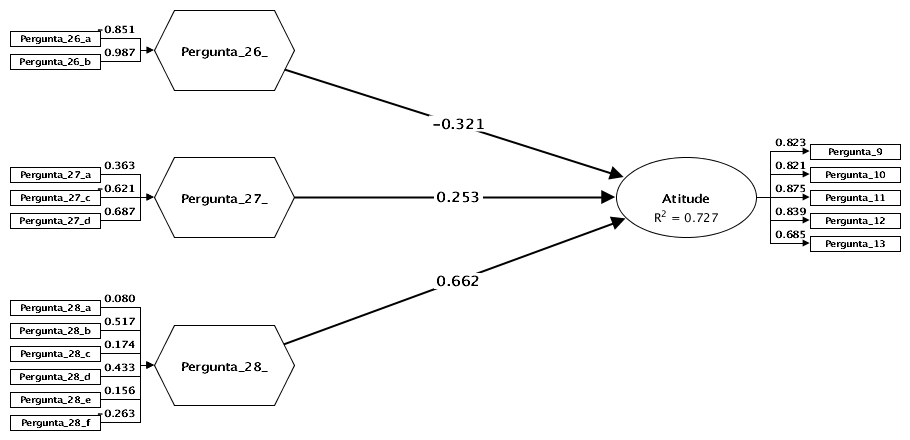 Pergunta_26_a
-0.851
Pergunta_26_b
0.987
Pergunta_26_
-0.321
Pergunta_27_a
0.363
Pergunta_27_c
-0.621
Pergunta_27_d
0.687
Pergunta_27_
0.253
Pergunta_28_a
0.080
Pergunta_28_b
0.517
Pergunta_28_c
0.174
Pergunta_28_d
0.433
Pergunta_28_e
0.156
Pergunta_28_f
-0.263
Pergunta_28_
0.662
Atitude
R² = 0.727
0.823
Pergunta_9
0.821
Pergunta_10
0.875
Pergunta_11
0.839
Pergunta_12
0.685
Pergunta_13